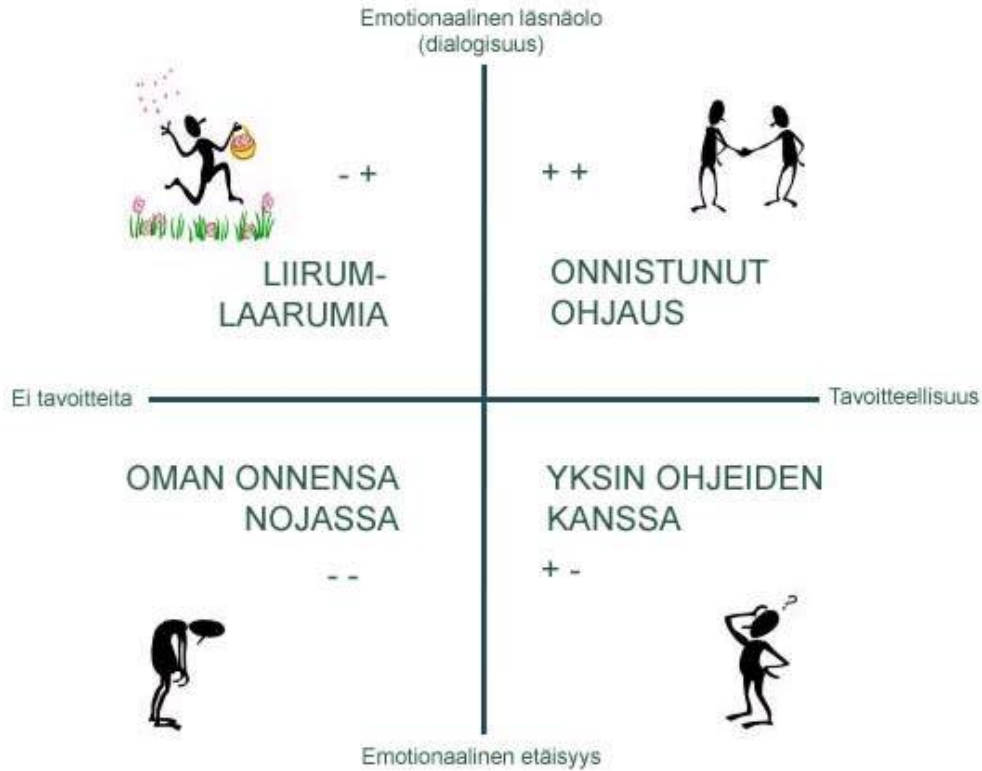 Emotionaalinen läsnäolo
(dialogisuus)
- +
+ +
LIIRUM-
LAARUMIA
ONNISTUNUT
OHJAUS
Ei tavoitteita
Tavoitteellisuus
OMAN ONNENSA
NOJASSA
YKSIN OHJEIDEN
KANSSA
- -
+ -
?
Emotionaalinen etäisyys